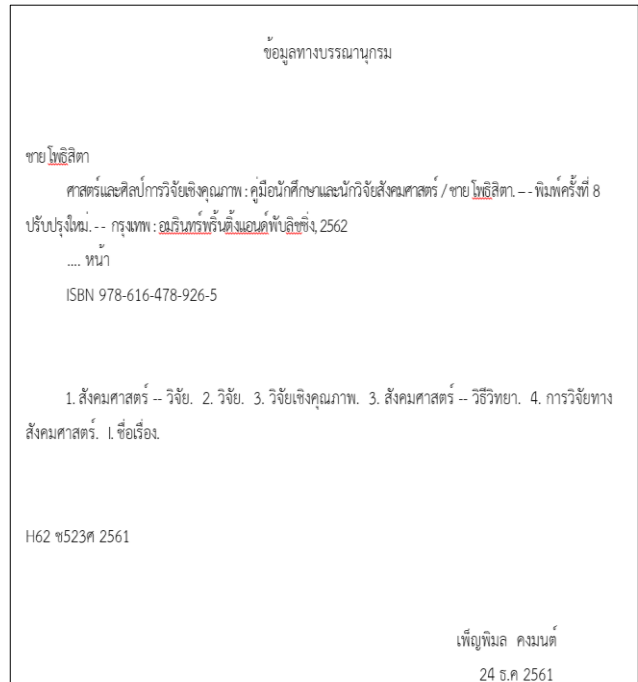 ข้อมูลทางบรรณานุกรม
ชาย โพธิสิตา
ศาสตร์และศิลป์การวิจัยเชิงคุณภาพ : คู่มือนักศึกษาและนักวิจัยสังคมศาสตร์ / ชาย โพธิสิตา. – - พิมพ์ครั้งที่ 8
ปรับปรุงใหม่. - - กรุงเทพ : อมรินทร์พริ้นติ้งแอนด์พับลิชชิ่ง, 2562
.... หน้า
ISBN 978-616-478-926-5
1. สังคมศาสตร์ -- วิจัย. 2. วิจัย. 3. วิจัยเชิงคุณภาพ. 3. สังคมศาสตร์ -- วิธีวิทยา. 4. การวิจัยทาง
สังคมศาสตร์. I. ชื่อเรื่อง.
H62 ช523ศ 2561
เพ็ญพิมล คงมนต์
24 ธ.ค 2561